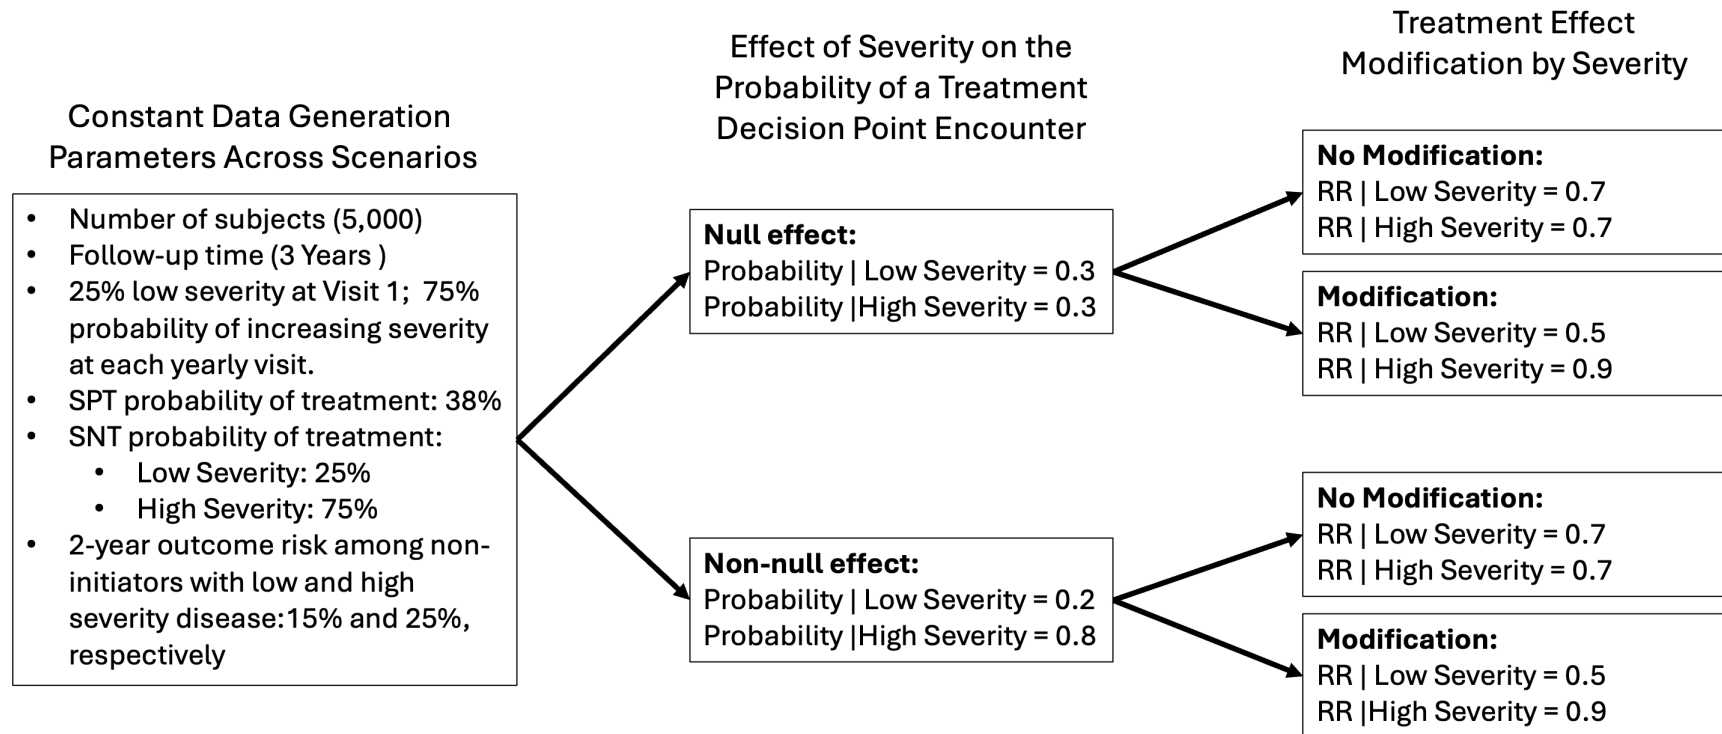 Constant Data Generation
Parameters Across Scenarios
• Number of subjects (5,000)
• Follow-up time (3 Years )
• 25% low severity at Visit 1; 75%
probability of increasing severity
at each yearly visit.
• SPT probability of treatment: 38%
• SNT probability of treatment:
• Low Severity: 25%
• High Severity: 75%
• 2-year outcome risk among non-
initiators with low and high
severity disease:15% and 25%,
respectively
Effect of Severity on the
Probability of a Treatment
Decision Point Encounter
Null effect:
Probability | Low Severity = 0.3
Probability |High Severity = 0.3
Non-null effect:
Probability | Low Severity = 0.2
Probability |High Severity = 0.8
Treatment Effect
Modification by Severity
No Modification:
RR | Low Severity = 0.7
RR | High Severity = 0.7
Modification:
RR | Low Severity = 0.5
RR | High Severity = 0.9
No Modification:
RR | Low Severity = 0.7
RR | High Severity = 0.7
Modification:
RR | Low Severity = 0.5
RR |High Severity = 0.9